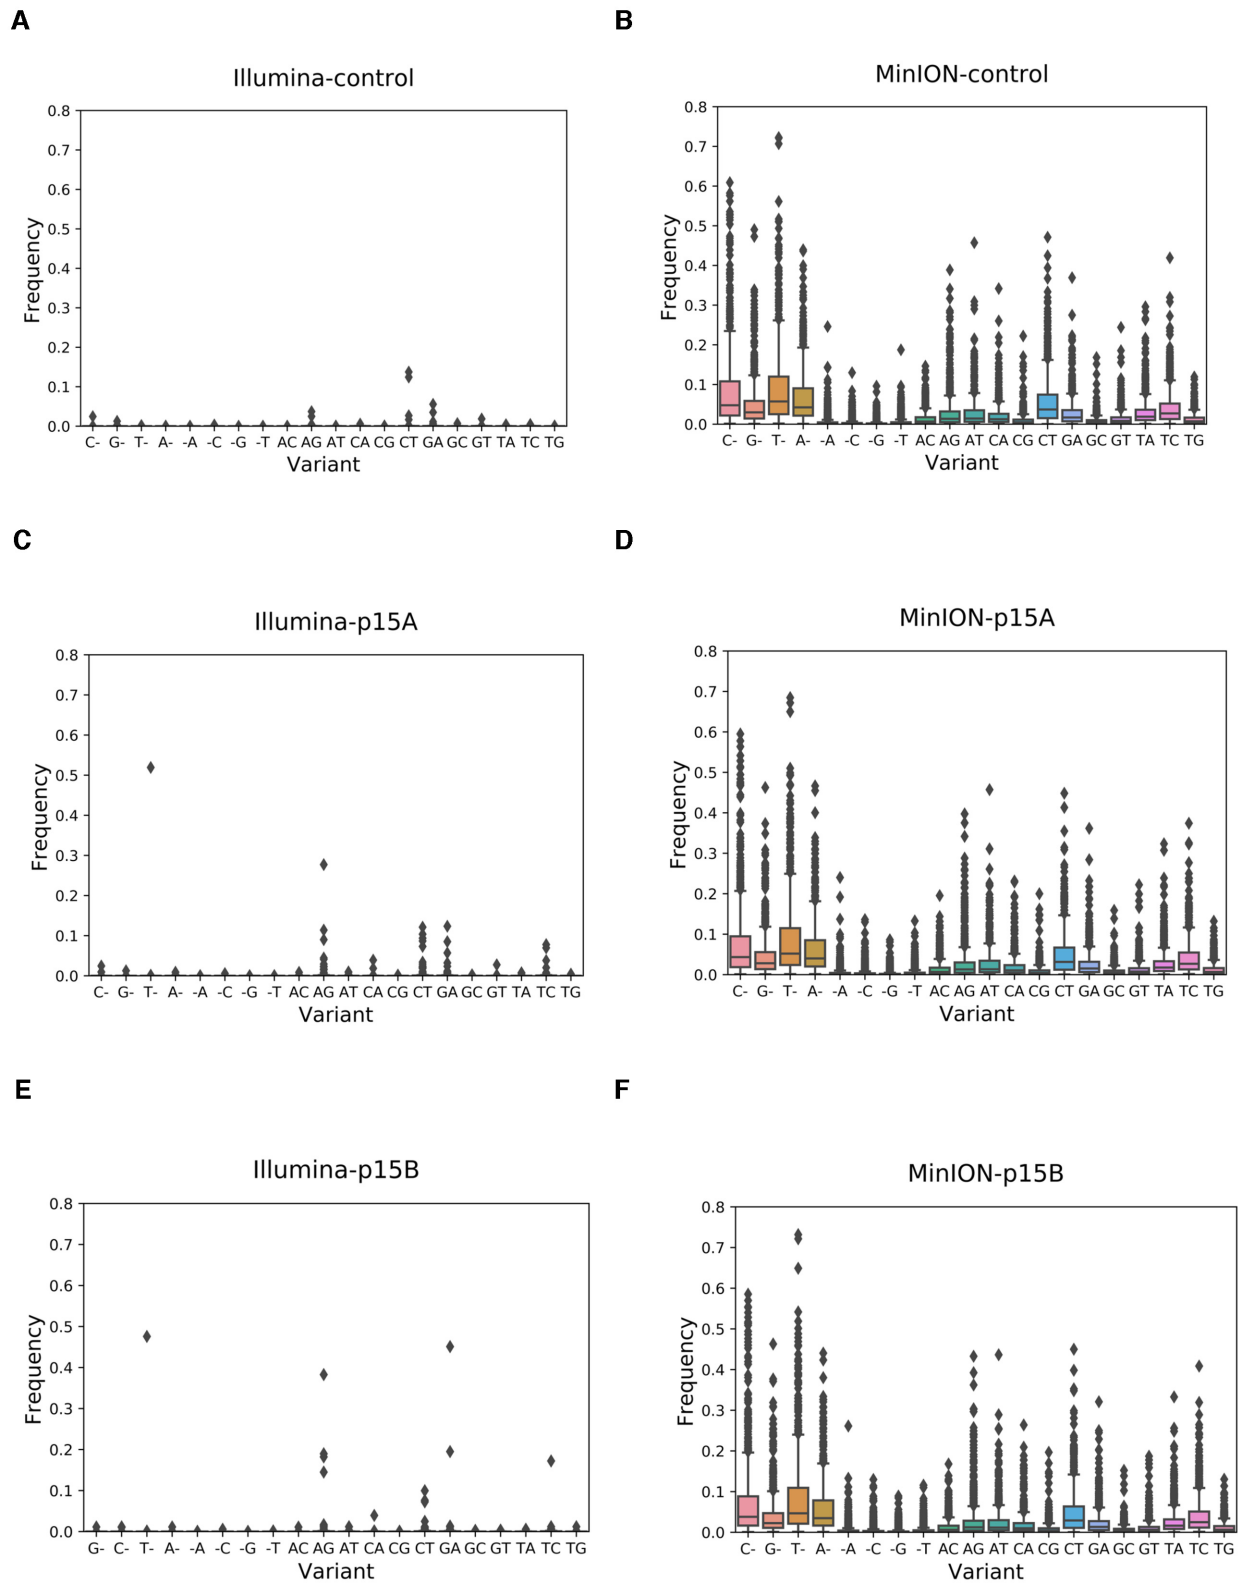 A
Illumina-control
0.8
0.7
0.6
0.5
0.4
0.3
0.2
0.1
0.0
Frequency
C- G- T- A- -A -C -G -T AC AG AT CA CG CT GA GC GT TA TC TG
Variant
B
MinION-control
0.8
0.7
0.6
0.5
0.4
0.3
0.2
0.1
0.0
Frequency
C- G- T- A- -A -C -G -T AC AG AT CA CG CT GA GC GT TA TC TG
Variant
C
Illumina-p15A
0.8
0.7
0.6
0.5
0.4
0.3
0.2
0.1
0.0
Frequency
C- G- T- A- -A -C -G -T AC AG AT CA CG CT GA GC GT TA TC TG
Variant
D
MinION-p15A
0.8
0.7
0.6
0.5
0.4
0.3
0.2
0.1
0.0
Frequency
C- G- T- A- -A -C -G -T AC AG AT CA CG CT GA GC GT TA TC TG
Variant
E
Illumina-p15B
0.8
0.7
0.6
0.5
0.4
0.3
0.2
0.1
0.0
Frequency
G- C- T- A- -A -C -G -T AC AG AT CA CG CT GA GC GT TA TC TG
Variant
F
MinION-p15B
0.8
0.7
0.6
0.5
0.4
0.3
0.2
0.1
0.0
Frequency
C- G- T- A- -A -C -G -T AC AG AT CA CG CT GA GC GT TA TC TG
Variant